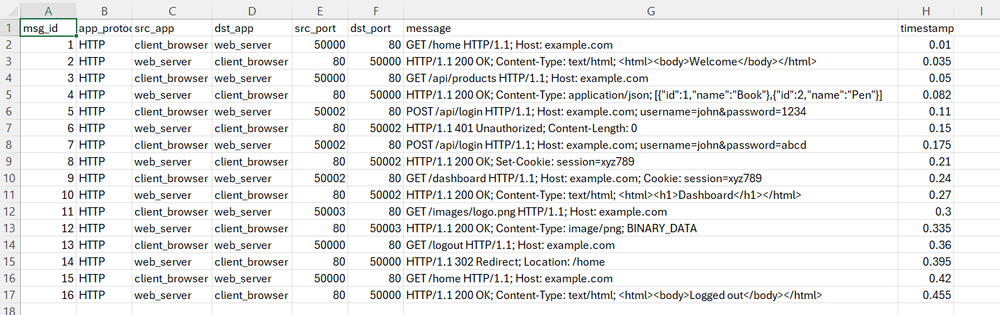 A B C D E F G H I
1 msg_id app_protoc src_app dst_app src_port dst_port message timestamp
2 1 HTTP client_browser web_server 50000 80 GET /home HTTP/1.1; Host: example.com 0.01
3 2 HTTP web_server client_browser 80 50000 HTTP/1.1 200 OK; Content-Type: text/html; <html><body>Welcome</body></html> 0.035
4 3 HTTP client_browser web_server 50000 80 GET /api/products HTTP/1.1; Host: example.com 0.05
5 4 HTTP web_server client_browser 80 50000 HTTP/1.1 200 OK; Content-Type: application/json; [{"id":1,"name":"Book"},{"id":2,"name":"Pen"}] 0.082
6 5 HTTP client_browser web_server 50002 80 POST /api/login HTTP/1.1; Host: example.com; username=john&password=1234 0.11
7 6 HTTP web_server client_browser 80 50002 HTTP/1.1 401 Unauthorized; Content-Length: 0 0.15
8 7 HTTP client_browser web_server 50002 80 POST /api/login HTTP/1.1; Host: example.com; username=john&password=abcd 0.175
9 8 HTTP web_server client_browser 80 50002 HTTP/1.1 200 OK; Set-Cookie: session=xyz789 0.21
10 9 HTTP client_browser web_server 50002 80 GET /dashboard HTTP/1.1; Host: example.com; Cookie: session=xyz789 0.24
11 10 HTTP web_server client_browser 80 50002 HTTP/1.1 200 OK; Content-Type: text/html; <html><h1>Dashboard</h1></html> 0.27
12 11 HTTP client_browser web_server 50003 80 GET /images/logo.png HTTP/1.1; Host: example.com 0.3
13 12 HTTP web_server client_browser 80 50003 HTTP/1.1 200 OK; Content-Type: image/png; BINARY_DATA 0.335
14 13 HTTP client_browser web_server 50000 80 GET /logout HTTP/1.1; Host: example.com 0.36
15 14 HTTP web_server client_browser 80 50000 HTTP/1.1 302 Redirect; Location: /home 0.395
16 15 HTTP client_browser web_server 50000 80 GET /home HTTP/1.1; Host: example.com 0.42
17 16 HTTP web_server client_browser 80 50000 HTTP/1.1 200 OK; Content-Type: text/html; <html><body>Logged out</body></html> 0.455
18